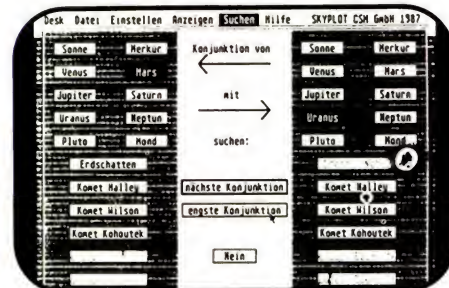 Desk Datei Einstellen Anzeigen Suchen Hilfe SKYPLOT CSM GmbH 1987
Sonne Merkur Konjunktion von Sonne Merkur
Venus Mars Venus Mars
Jupiter Saturn mit Jupiter Saturn
Uranus Neptun Uranus Neptun
Pluto Mond suchen: Pluto Mond
Erdschatten
Komet Halley nächste Konjunktion Komet Halley
Komet Wilson engste Konjunktion Komet Wilson
Komet Kohoutek Komet Kohoutek
Nein